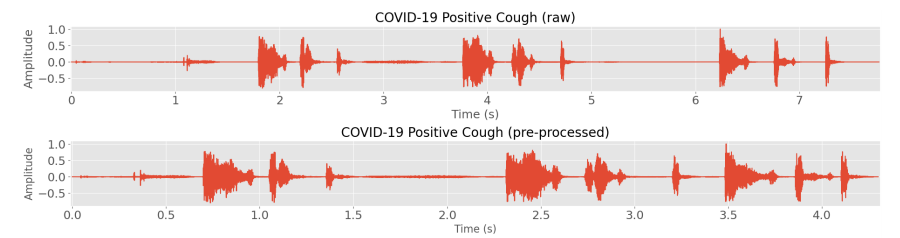 COVID-19 Positive Cough (raw)
1.0
0.5
0.0
−0.5
Amplitude
0 1 2 3 4 5 6 7
Time (s)
COVID-19 Positive Cough (pre-processed)
1.0
0.5
0.0
−0.5
Amplitude
0.0 0.5 1.0 1.5 2.0 2.5 3.0 3.5 4.0
Time (s)